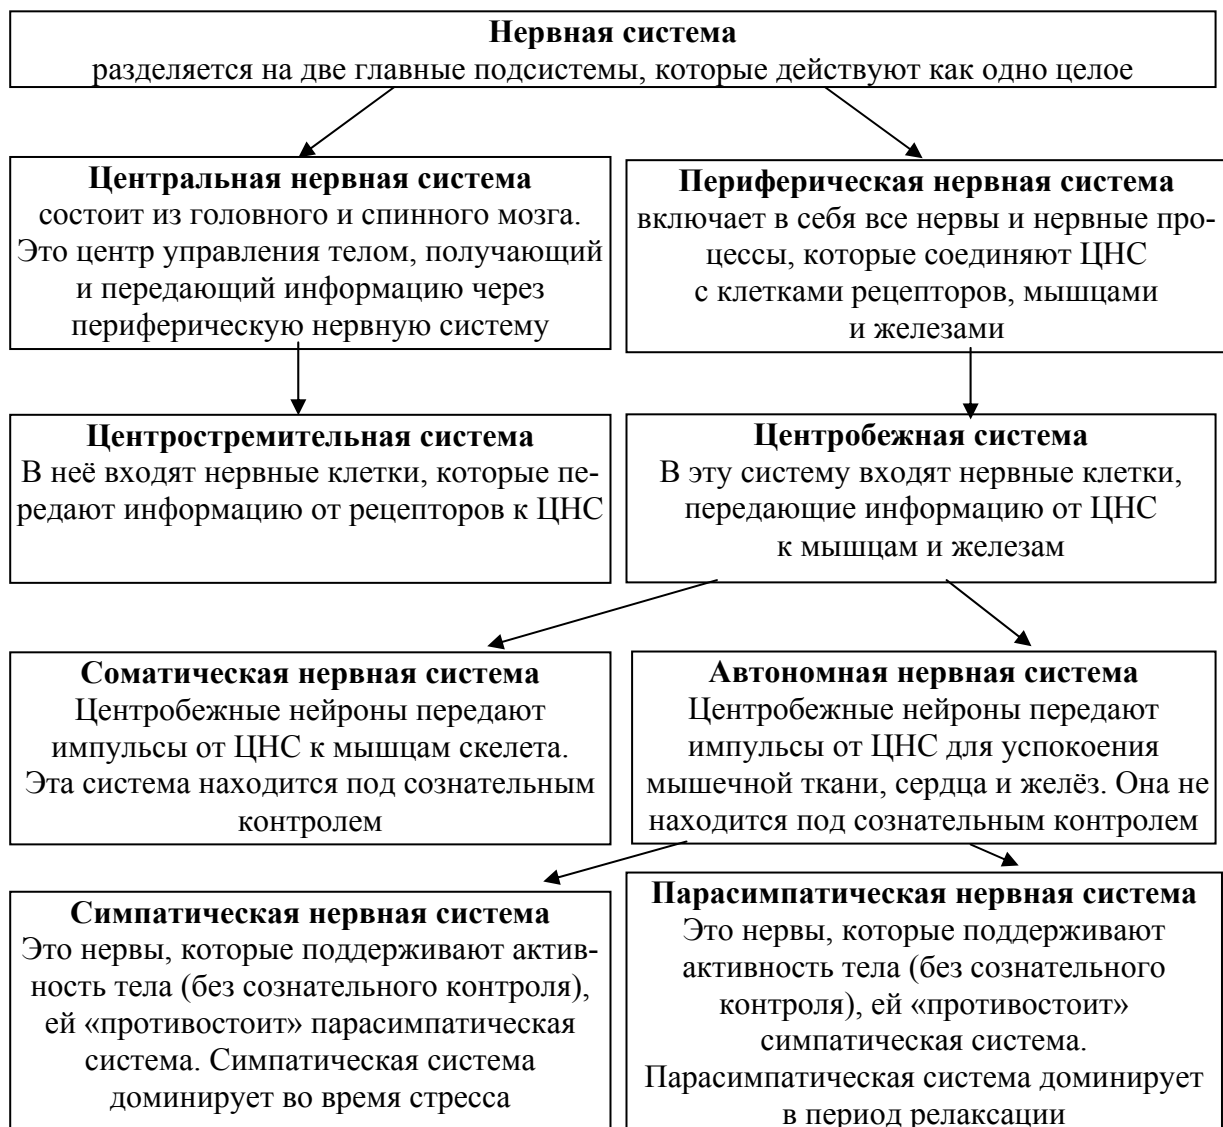 Нервная система
разделяется на две главные подсистемы, которые действуют как одно целое
Центральная нервная система
состоит из головного и спинного мозга.
Это центр управления телом, получающий
и передающий информацию через
периферическую нервную систему
Периферическая нервная система
включает в себя все нервы и нервные про-
цессы, которые соединяют ЦНС
с клетками рецепторов, мышцами
и железами
Центростремительная система
В неё входят нервные клетки, которые пе-
редают информацию от рецепторов к ЦНС
Центробежная система
В эту систему входят нервные клетки,
передающие информацию от ЦНС
к мышцам и железам
Соматическая нервная система
Центробежные нейроны передают
импульсы от ЦНС к мышцам скелета.
Эта система находится под сознательным
контролем
Автономная нервная система
Центробежные нейроны передают
импульсы от ЦНС для успокоения
мышечной ткани, сердца и желёз. Она не
находится под сознательным контролем
Симпатическая нервная система
Это нервы, которые поддерживают актив-
ность тела (без сознательного контроля),
ей «противостоит» парасимпатическая
система. Симпатическая система
доминирует во время стресса
Парасимпатическая нервная система
Это нервы, которые поддерживают
активность тела (без сознательного
контроля), ей «противостоит»
симпатическая система.
Парасимпатическая система доминирует
в период релаксации